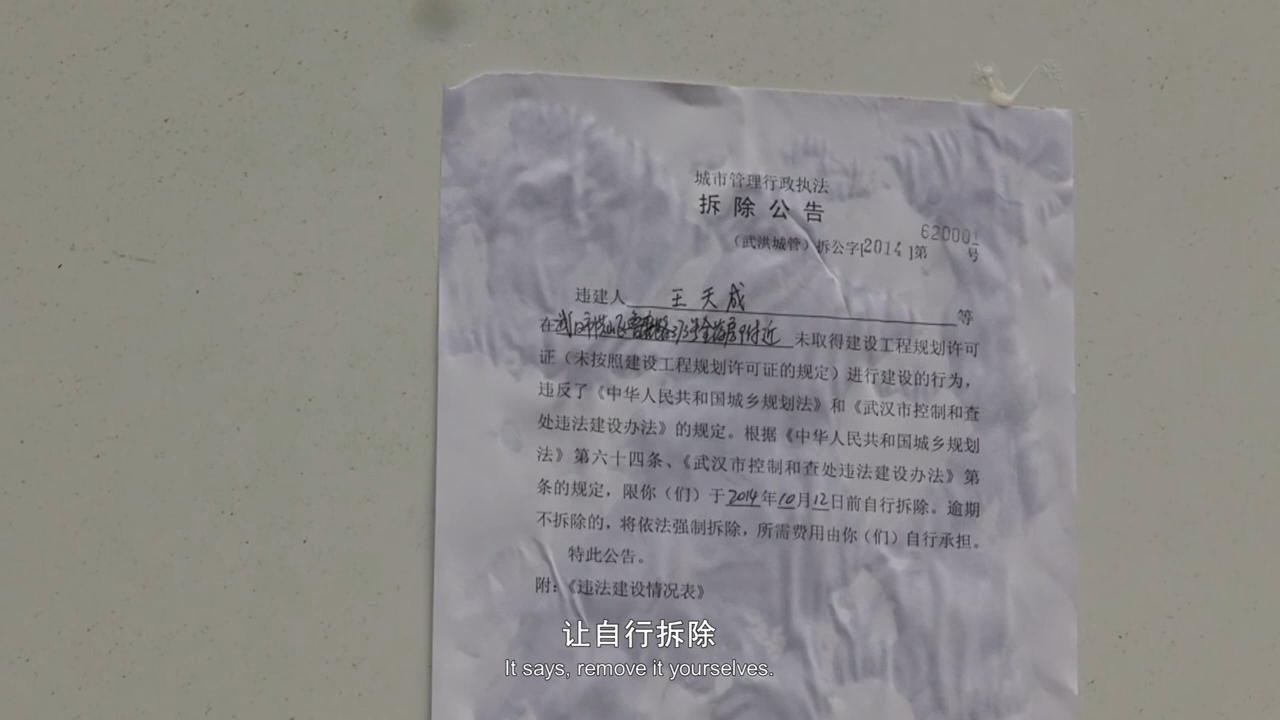 城市管理行政执法
拆除公告
620001
（武洪城管）拆公字[2014]第 号
违建人 王天成 等
在武汉市洪山区 附近 未取得建设工程规划许可
证（未按照建设工程规划许可证的规定）进行建设的行为，
违反了《中华人民共和国城乡规划法》和《武汉市控制和查
处违法建设办法》的规定。根据《中华人民共和国城乡规划
法》第六十四条、《武汉市控制和查处违法建设办法》第
条的规定，限你（们）于2014年10月12日前自行拆除。逾期
不拆除的，将依法强制拆除，所需费用由你（们）自行承担。
特此公告。
附：《违法建设情况表》
让自行拆除
It says, remove it yourselves.